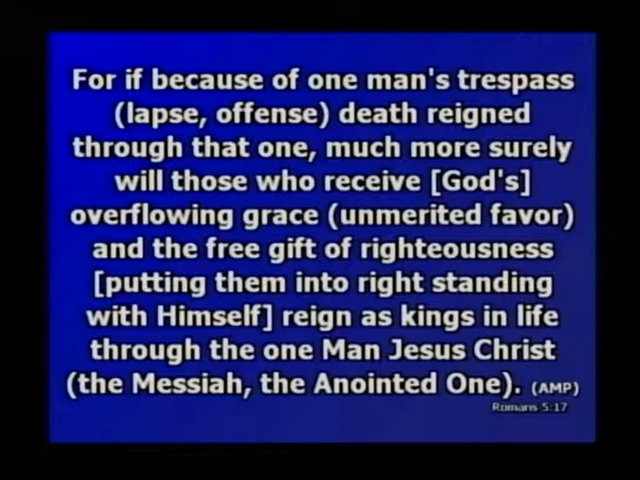 For if because of one man's trespass
(lapse, offense) death reigned
through that one, much more surely
will those who receive [God's]
overflowing grace (unmerited favor)
and the free gift of righteousness
[putting them into right standing
with Himself] reign as kings in life
through the one Man Jesus Christ
(the Messiah, the Anointed One). (AMP)
Romans 5:17